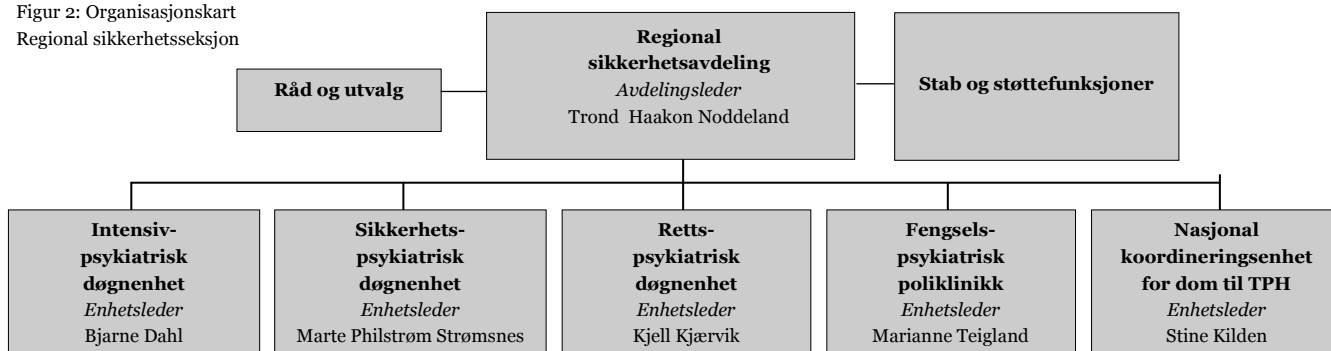 Figur 2: Organisasjonskart
Regional sikkerhetsseksjon
Regional
sikkerhetsavdeling
Avdelingsleder
Trond Haakon Noddeland
Råd og utvalg
Stab og støttefunksjoner
Intensiv-
psykiatrisk
døgnenhet
Enhetsleder
Bjarne Dahl
Sikkerhets-
psykiatrisk
døgnenhet
Enhetsleder
Marte Philstrøm Strømsnes
Retts-
psykiatrisk
døgnenhet
Enhetsleder
Kjell Kjærvik
Fengsels-
psykiatrisk
poliklinikk
Enhetsleder
Marianne Teigland
Nasjonal
koordineringsenhet
for dom til TPH
Enhetsleder
Stine Kilden